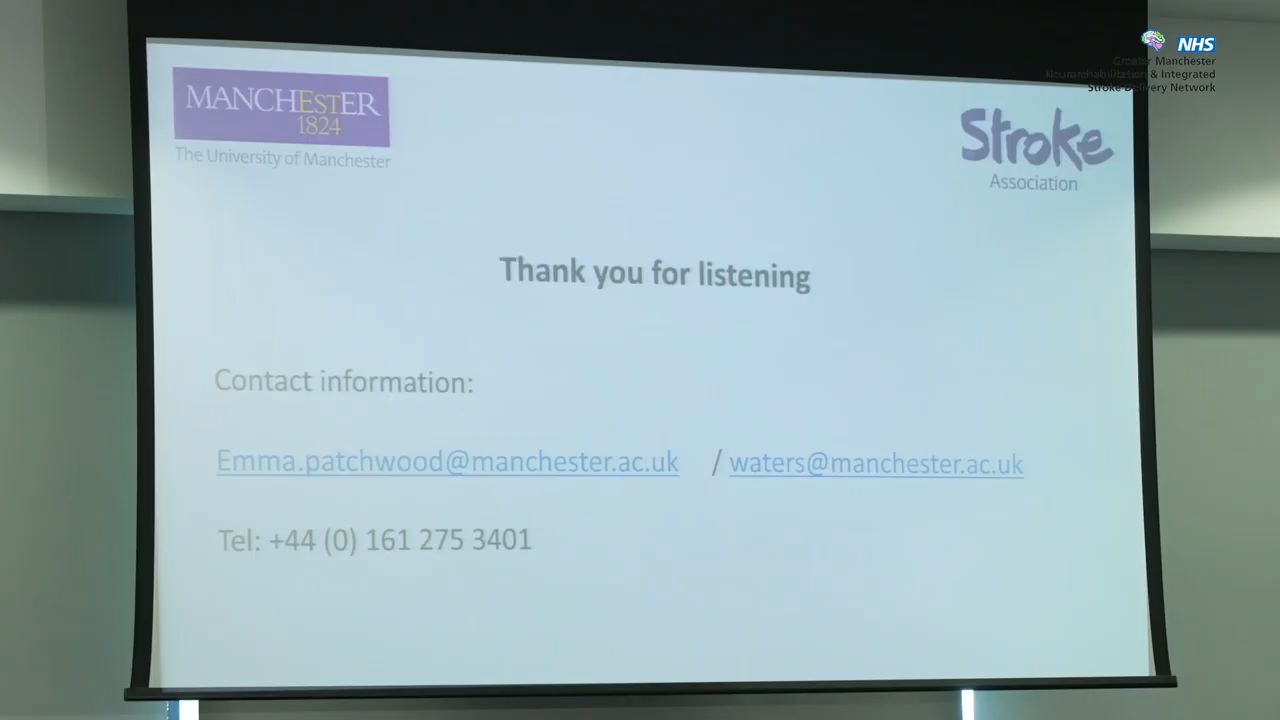 NHS
Greater Manchester
Neurorehabilitation & Integrated
Stroke Delivery Network
MANCHESTER
1824
The University of Manchester
Stroke
Association
Thank you for listening
Contact information:
Emma.patchwood@manchester.ac.uk / waters@manchester.ac.uk
Tel: +44 (0) 161 275 3401